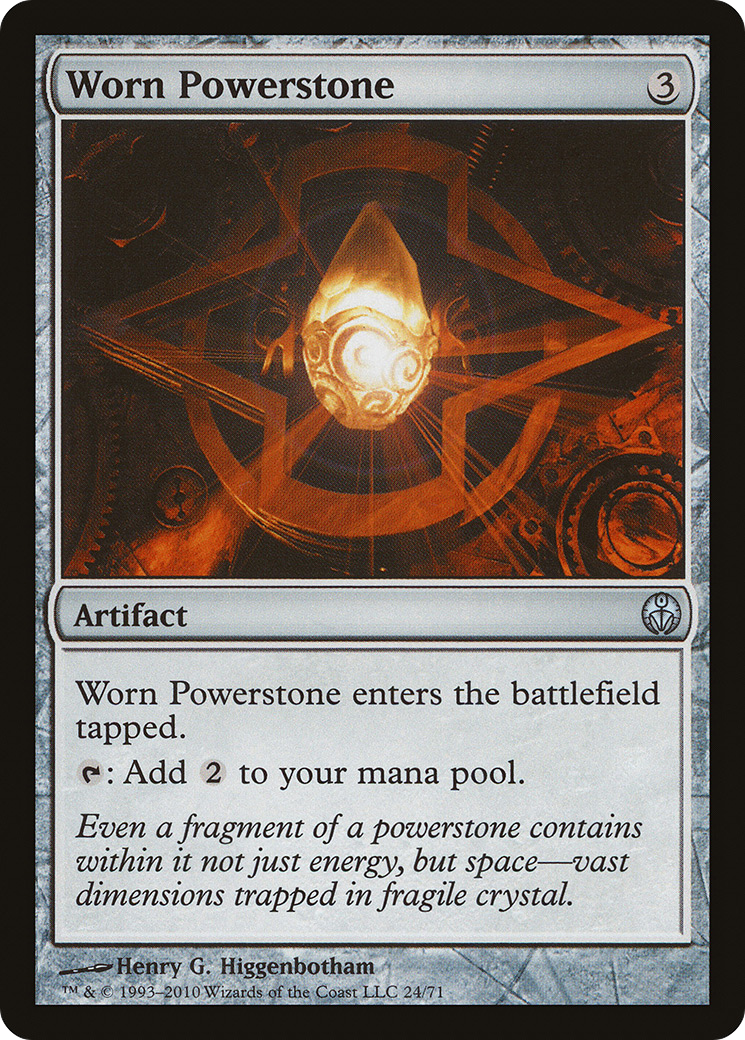 Worn Powerstone 3
Artifact
Worn Powerstone enters the battlefield
tapped.
: Add 2 to your mana pool.
Even a fragment of a powerstone contains
within it not just energy, but space—vast
dimensions trapped in fragile crystal.
Henry G. Higgenbotham
™ & © 1993–2010 Wizards of the Coast LLC 24/71